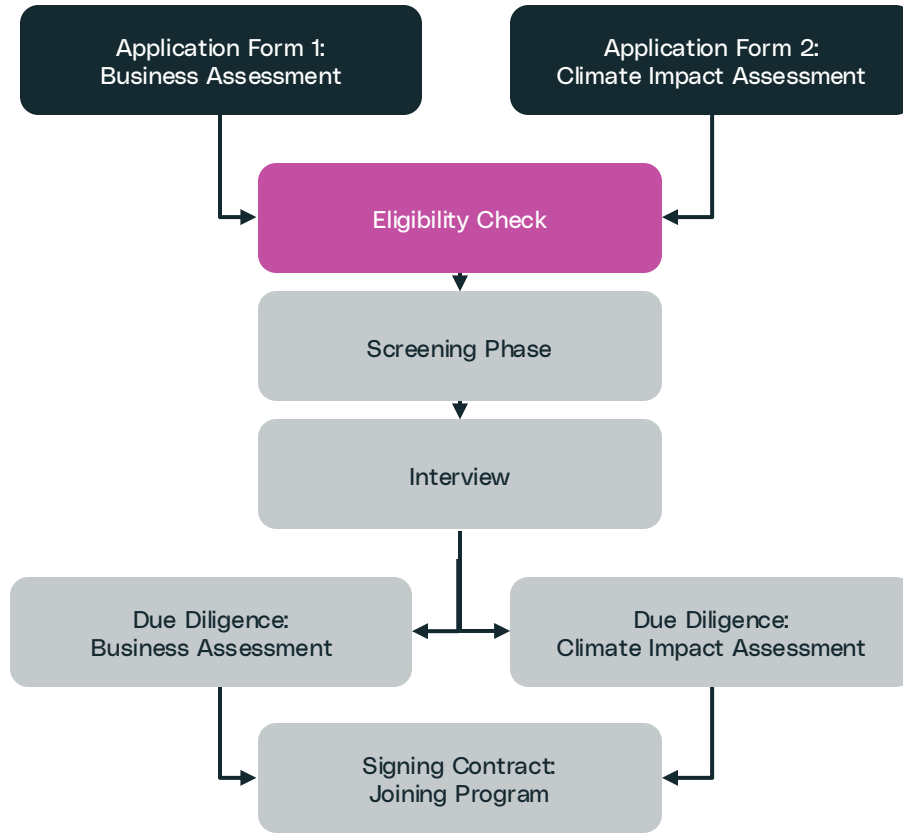 Application Form 1:
Business Assessment
Application Form 2:
Climate Impact Assessment
Eligibility Check
Screening Phase
Interview
Due Diligence:
Business Assessment
Due Diligence:
Climate Impact Assessment
Signing Contract:
Joining Program